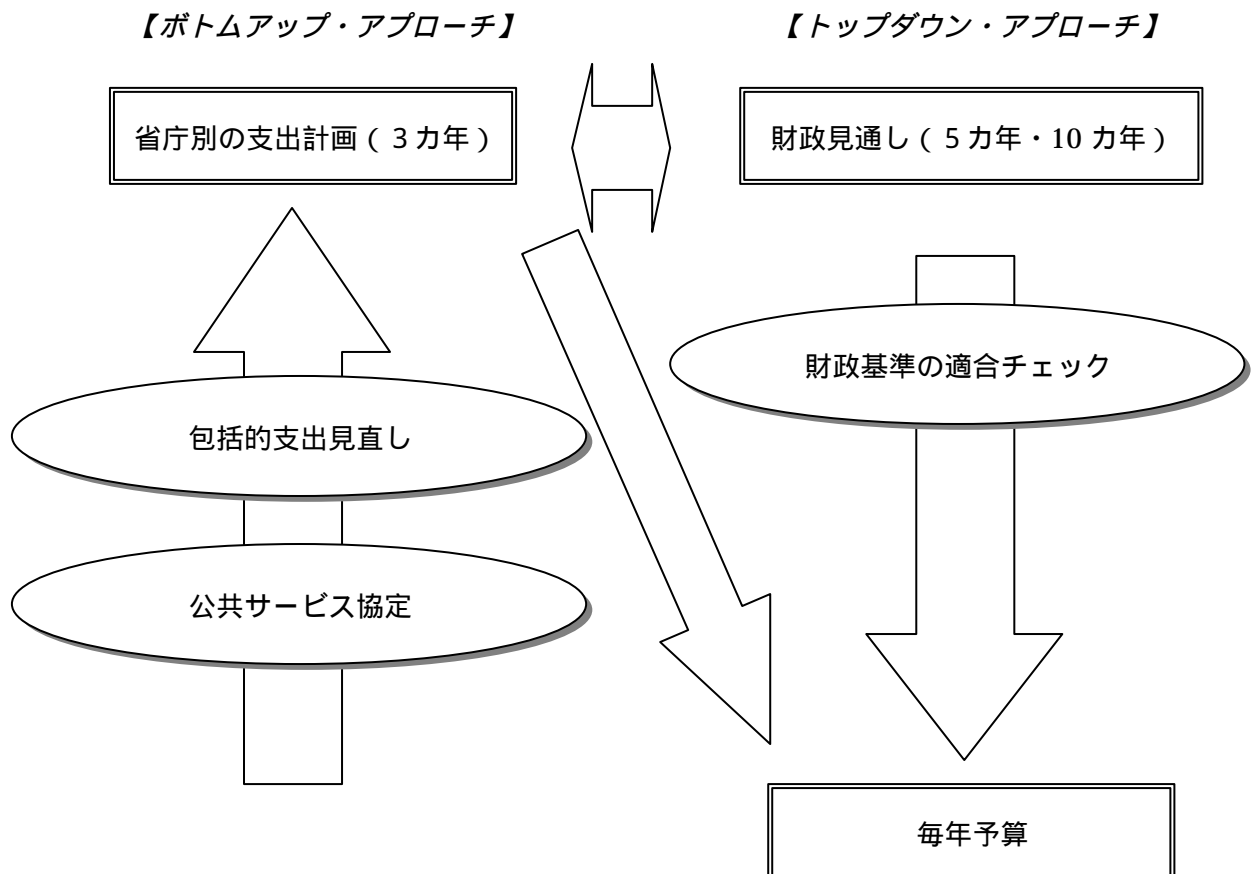 【ボトムアップ・アプローチ】
【トップダウン・アプローチ】
省庁別の支出計画（３カ年）
財政見通し（５カ年・10 カ年）
財政基準の適合チェック
包括的支出見直し
公共サービス協定
毎年予算